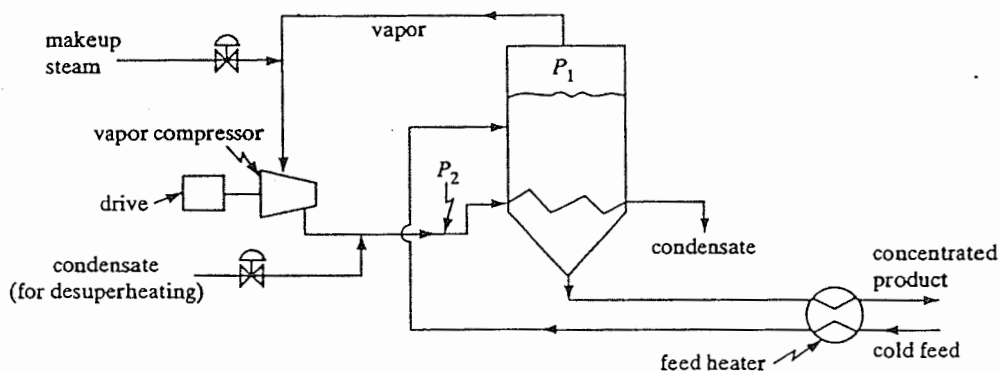 vapor
makeup
steam
P₁
vapor compressor
P₂
drive
condensate
condensate
(for desuperheating)
concentrated
product
feed heater
cold feed